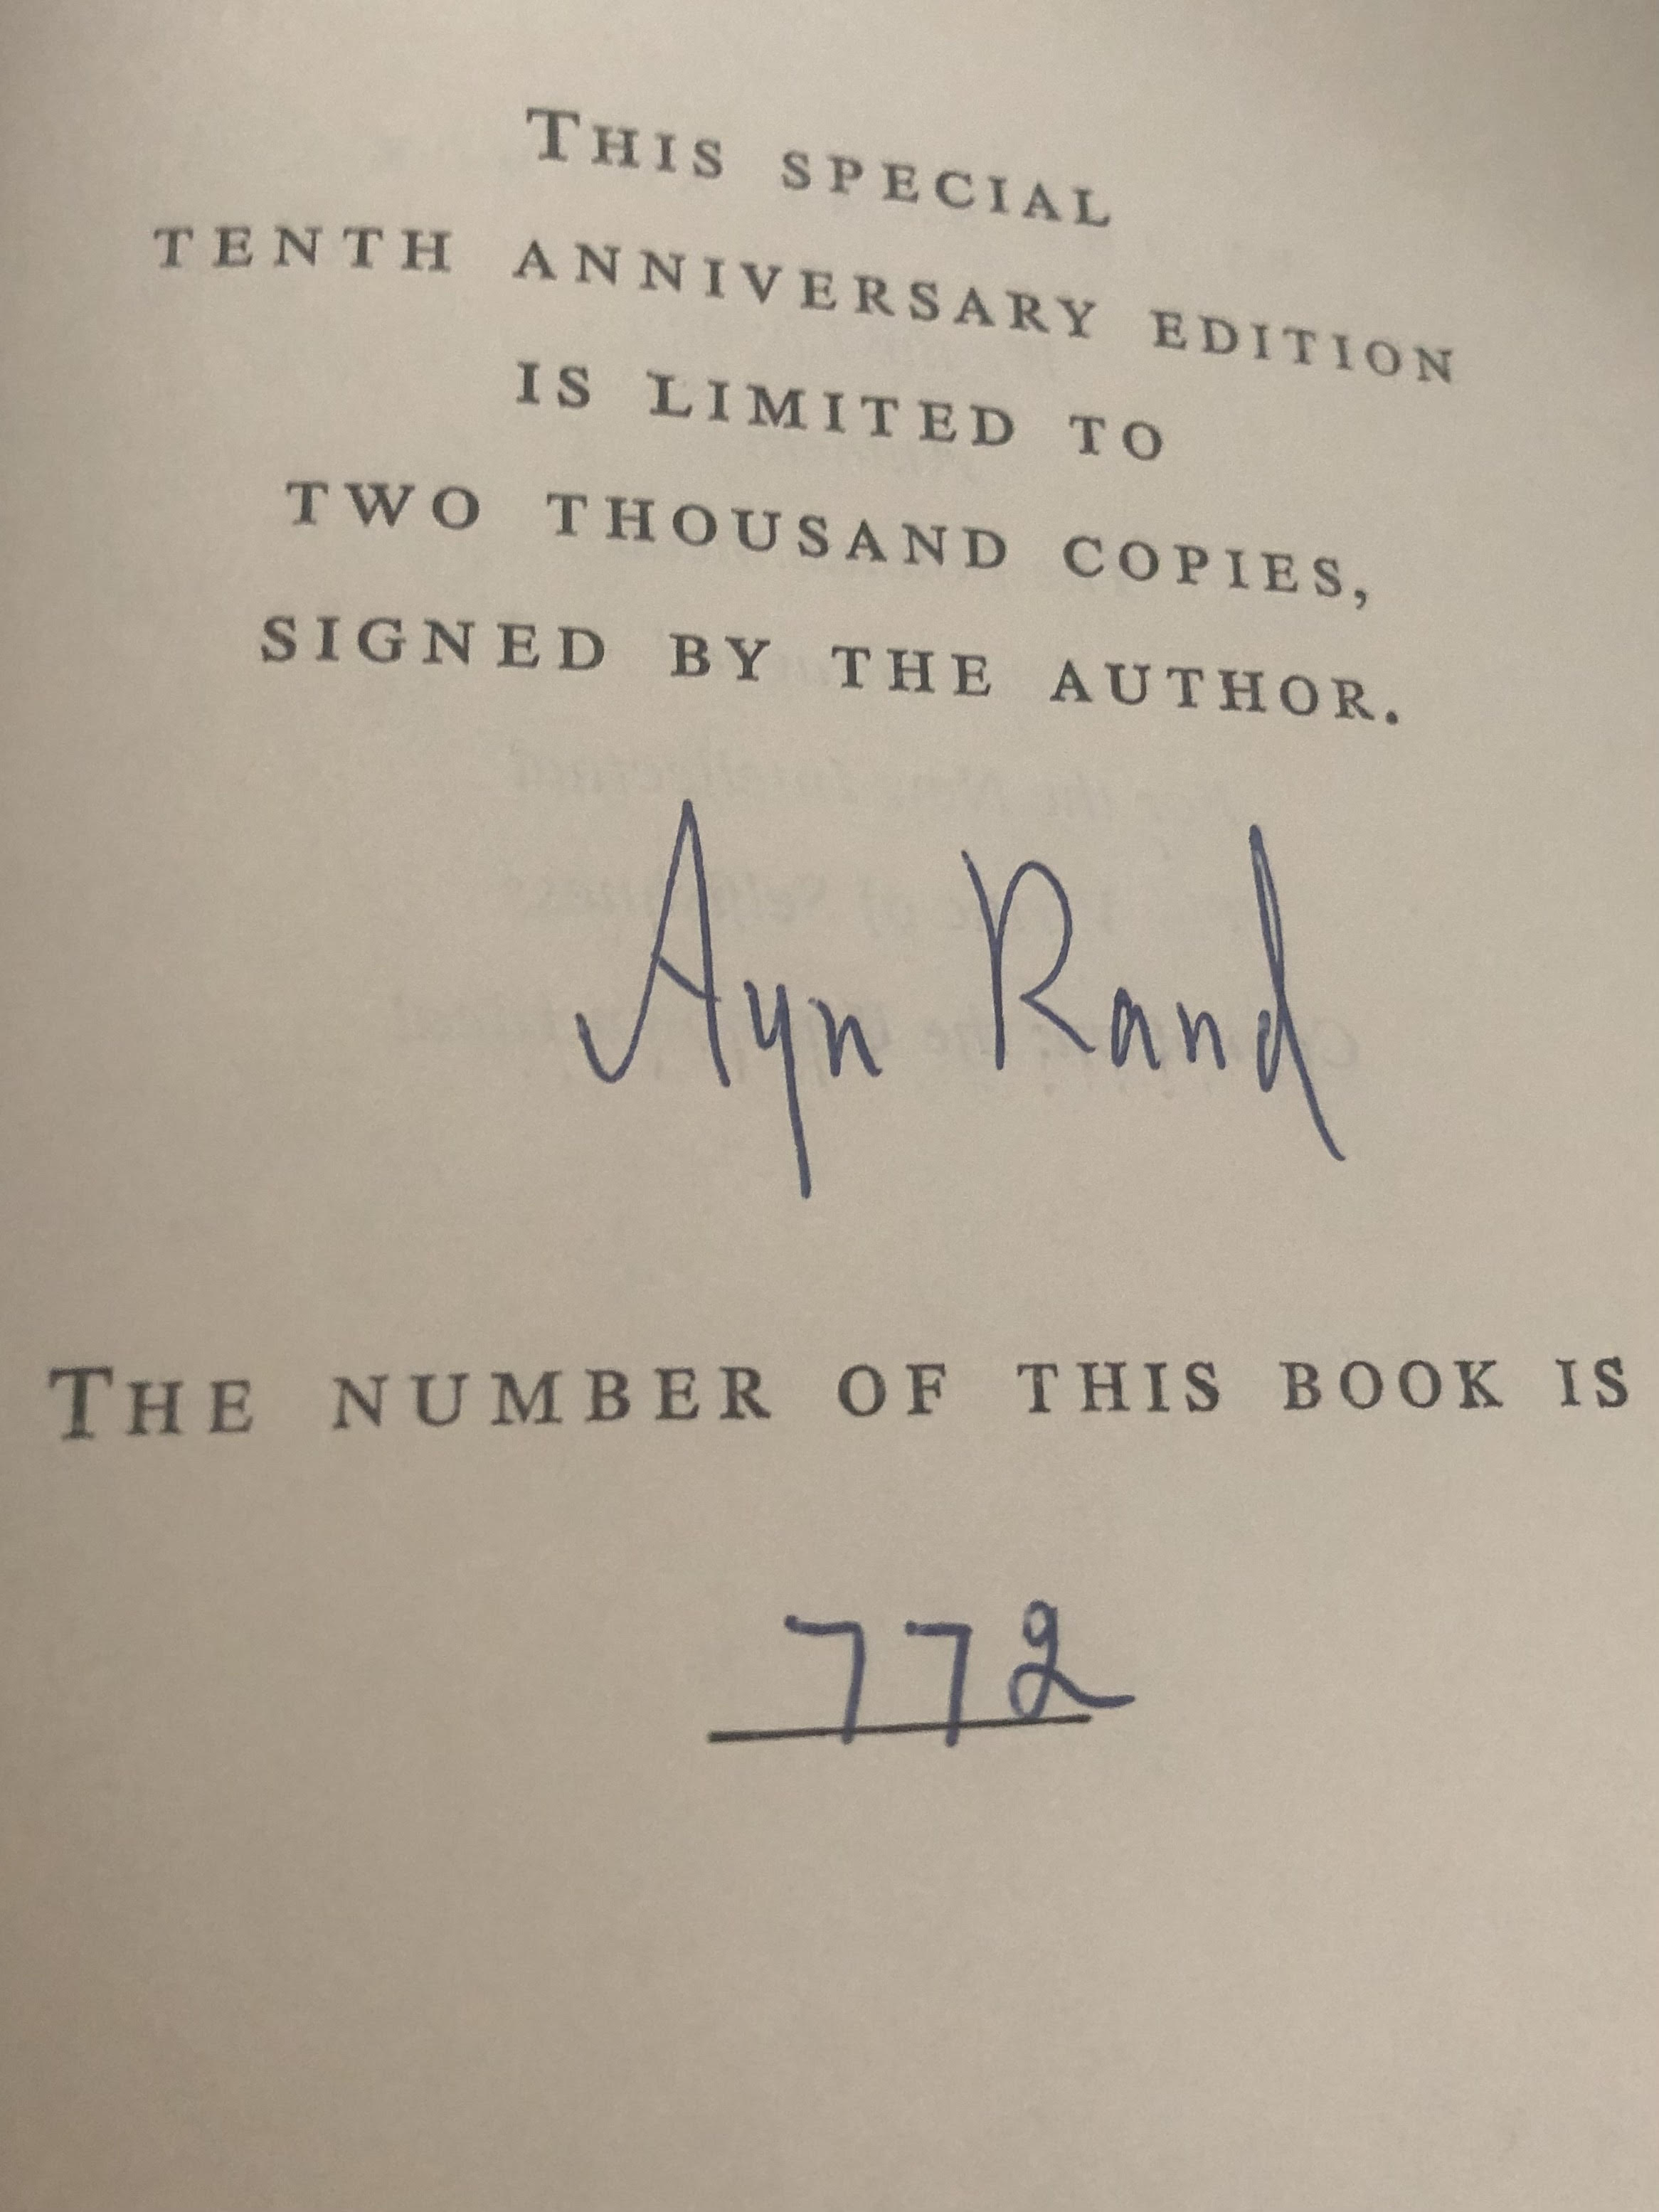 THIS SPECIAL
TENTH ANNIVERSARY EDITION
IS LIMITED TO
TWO THOUSAND COPIES,
SIGNED BY THE AUTHOR.
Ayn Rand
THE NUMBER OF THIS BOOK IS
772